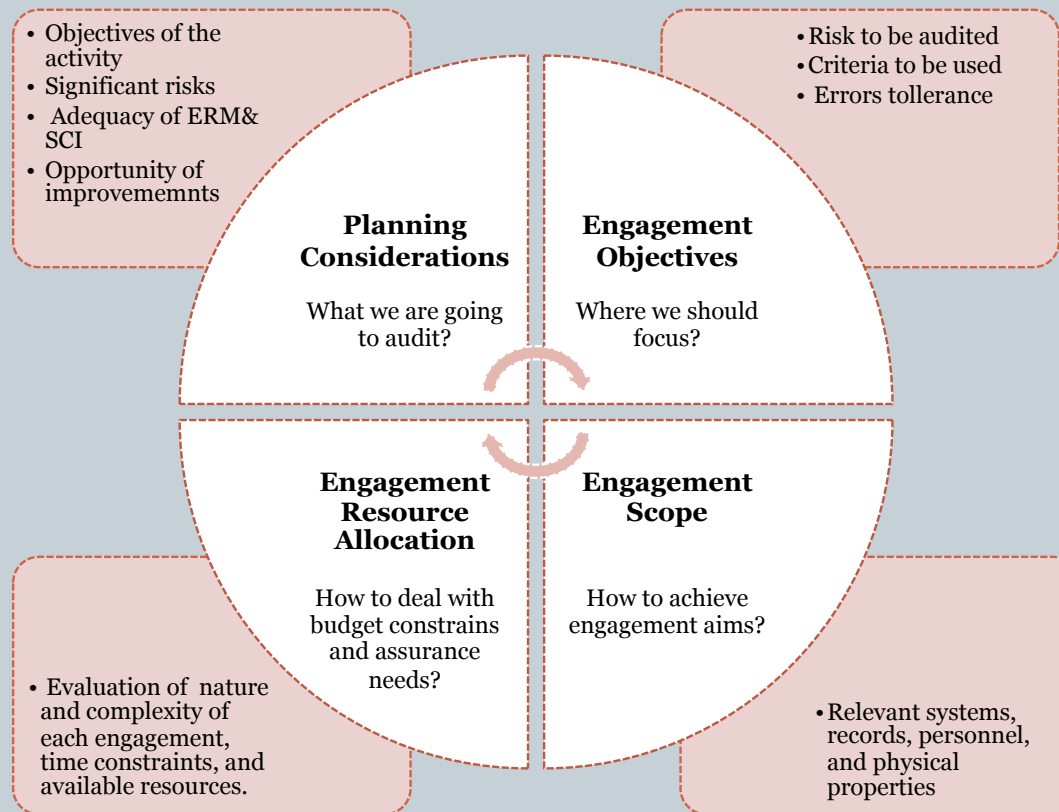 • Objectives of the
activity
• Significant risks
• Adequacy of ERM&
SCI
• Opportunity of
improvememnts
• Risk to be audited
• Criteria to be used
• Errors tollerance
Planning
Considerations
What we are going
to audit?
Engagement
Objectives
Where we should
focus?
Engagement
Resource
Allocation
How to deal with
budget constrains
and assurance
needs?
Engagement
Scope
How to achieve
engagement aims?
• Evaluation of nature
and complexity of
each engagement,
time constraints, and
available resources.
• Relevant systems,
records, personnel,
and physical
properties